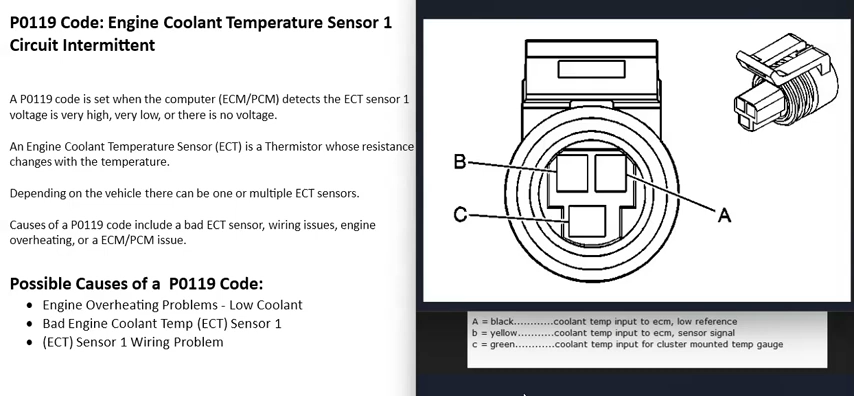 P0119 Code: Engine Coolant Temperature Sensor 1
Circuit Intermittent
A P0119 code is set when the computer (ECM/PCM) detects the ECT sensor 1
voltage is very high, very low, or there is no voltage.
An Engine Coolant Temperature Sensor (ECT) is a Thermistor whose resistance
changes with the temperature.
Depending on the vehicle there can be one or multiple ECT sensors.
Causes of a P0119 code include a bad ECT sensor, wiring issues, engine
overheating, or a ECM/PCM issue.
Possible Causes of a  P0119 Code:
• Engine Overheating Problems - Low Coolant
• Bad Engine Coolant Temp (ECT) Sensor 1
• (ECT) Sensor 1 Wiring Problem
B
C
A
A = black............coolant temp input to ecm, low reference
b = yellow............coolant temp input to ecm, sensor signal
c = green............coolant temp input for cluster mounted temp gauge